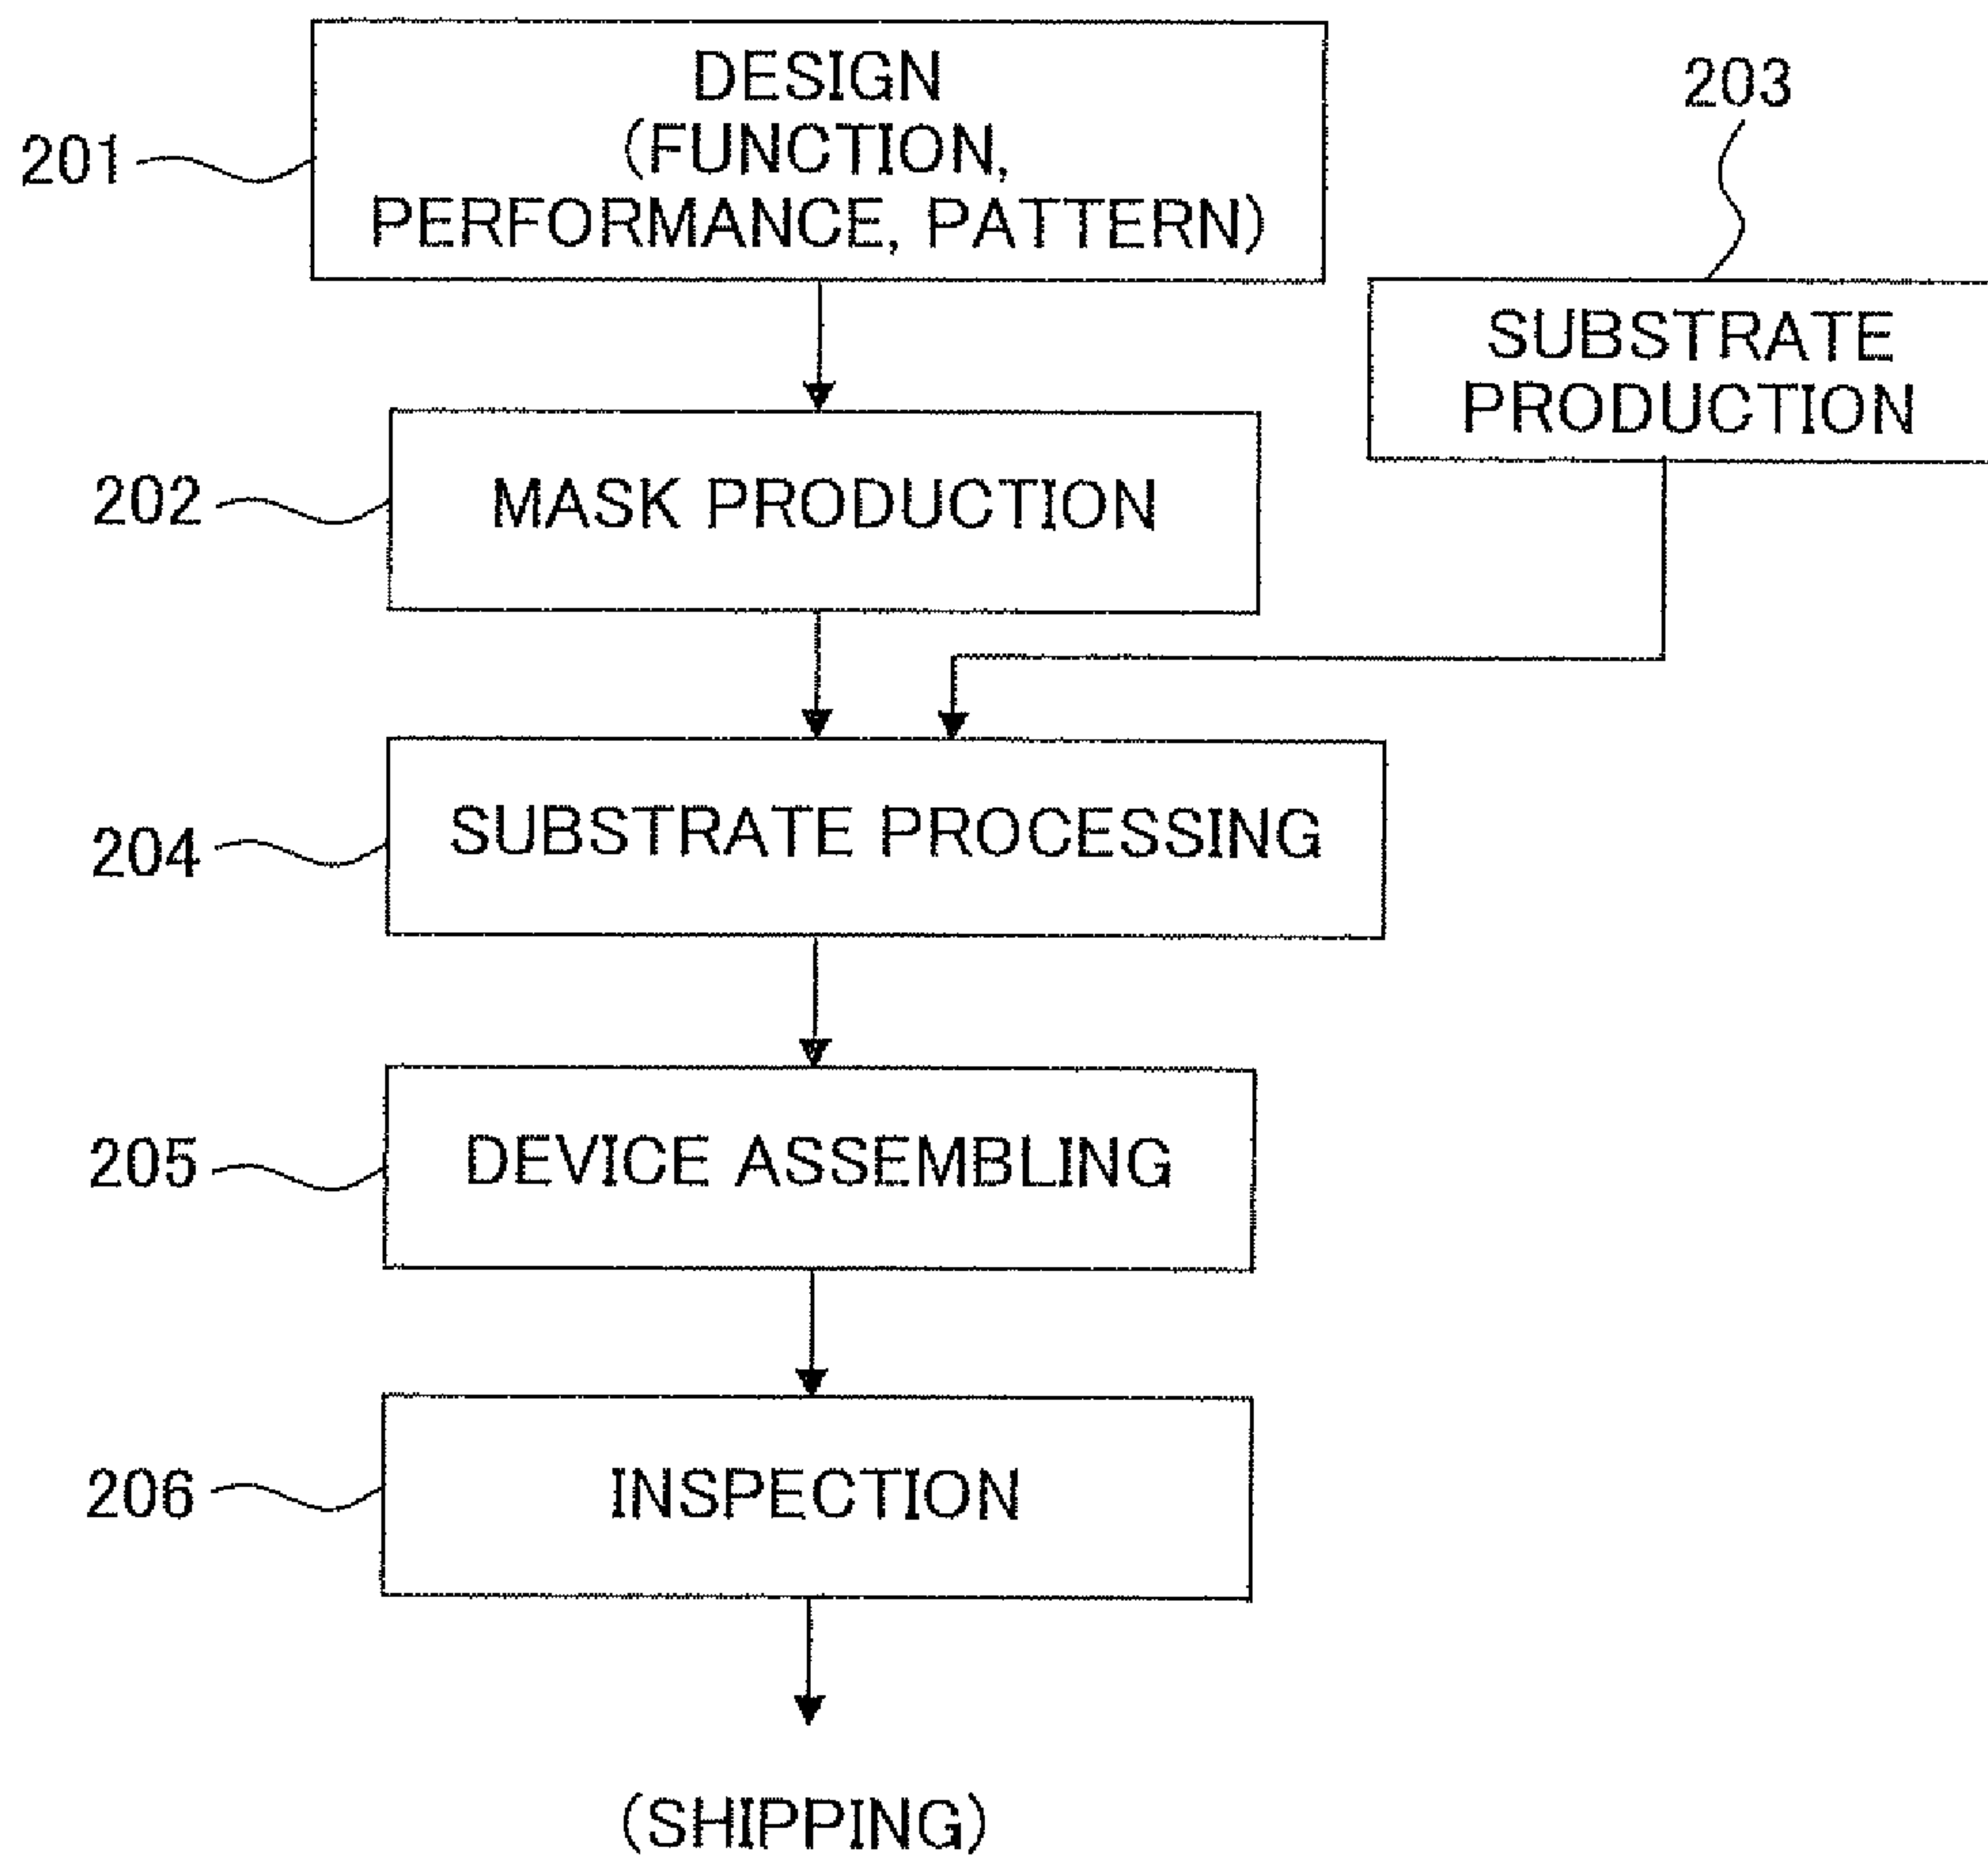 201
DESIGN
(FUNCTION,
PERFORMANCE, PATTERN)
203
SUBSTRATE
PRODUCTION
202
MASK PRODUCTION
204
SUBSTRATE PROCESSING
205
DEVICE ASSEMBLING
206
INSPECTION
(SHIPPING)